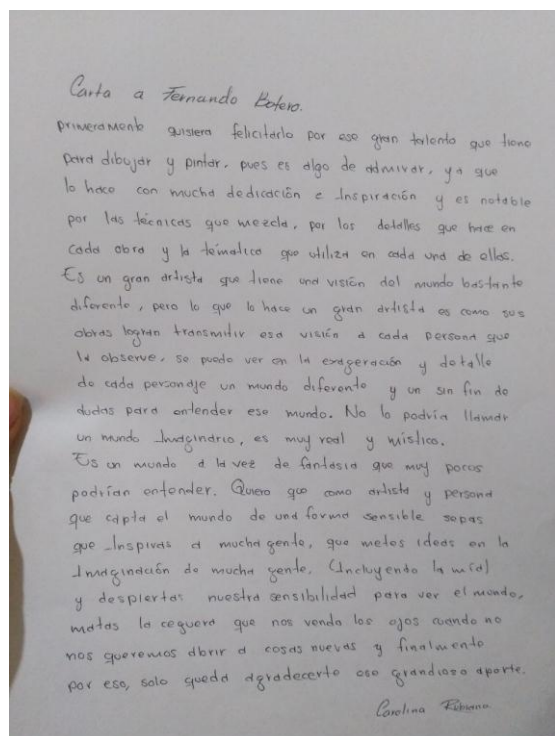 Carta a Fernando Botero.
primeramente quisiera felicitarlo por ese gran talento que tiene
para dibujar y pintar, pues es algo de admirar, ya que
lo hace con mucha dedicación e Inspiración y es notable
por las técnicas que mezcla, por los detalles que hace en
cada obra y la temática que utiliza en cada una de ellas.
Es un gran artista que tiene una visión del mundo bastante
diferente, pero lo que lo hace un gran artista es como sus
obras logran transmitir esa visión a cada persona que
la observe, se puede ver en la exageración y detalle
de cada personaje un mundo diferente y un sin fin de
dudas para entender ese mundo. No lo podría llamar
un mundo Imaginario, es muy real y mistico.
Es un mundo a la vez de fantasia que muy pocos
podrían entender. Quiero que como artista y persona
que capta el mundo de una forma sensible sepas
que Inspiras a mucha gente, que metes ideas en la
Imaginación de mucha gente. (Incluyendo la mía)
y despiertas nuestra sensibilidad para ver el mundo,
matas la ceguera que nos venda los ojos cuando no
nos queremos abrir a cosas nuevas y finalmente
por eso, solo queda agradecerte ese grandioso aporte.
Carolina